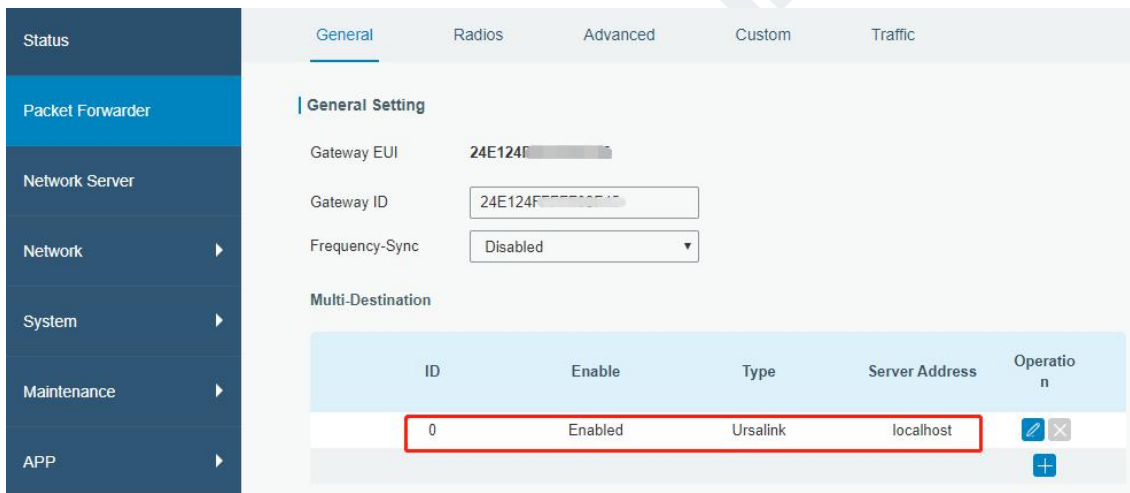 Status
Packet Forwarder
Network Server
Network
System
Maintenance
APP
General Radios Advanced Custom Traffic
General Setting
Gateway EUI
Gateway ID
Frequency-Sync Disabled
Multi-Destination
ID Enable Type Server Address Operatio
n
0 Enabled Ursalink localhost